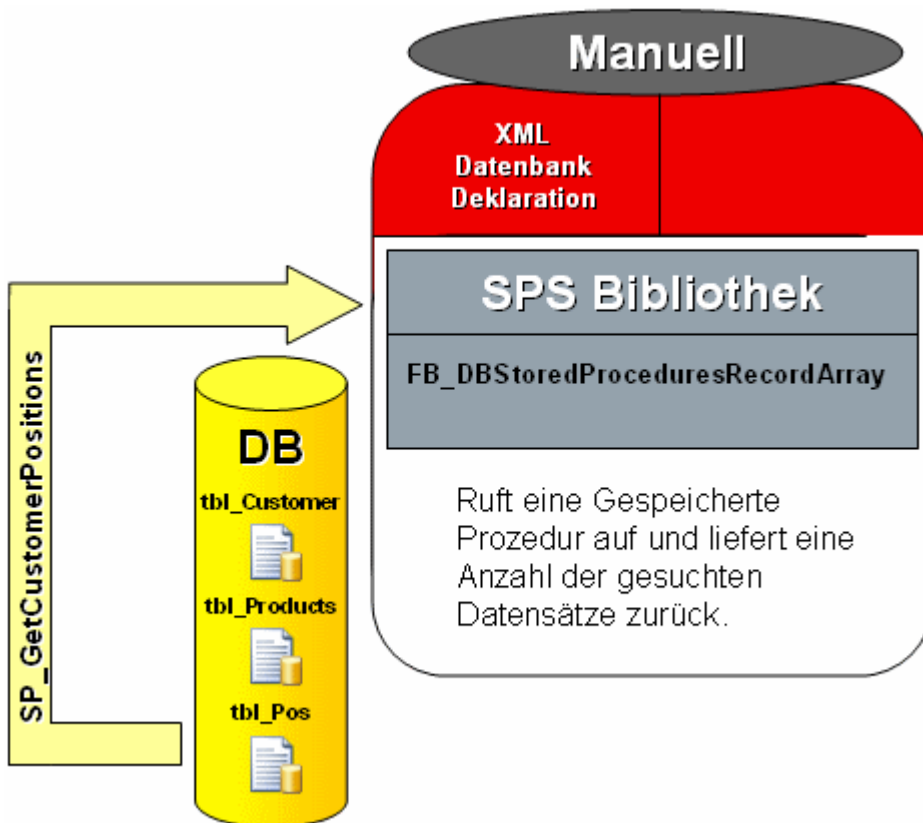 Manuell
XML
Datenbank
Deklaration
SPS Bibliothek
FB_DBStoredProceduresRecordArray
Ruft eine Gespeicherte
Prozedur auf und liefert eine
Anzahl der gesuchten
Datensätze zurück.
SP_GetCustomerPositions
DB
tbl_Customer
tbl_Products
tbl_Pos